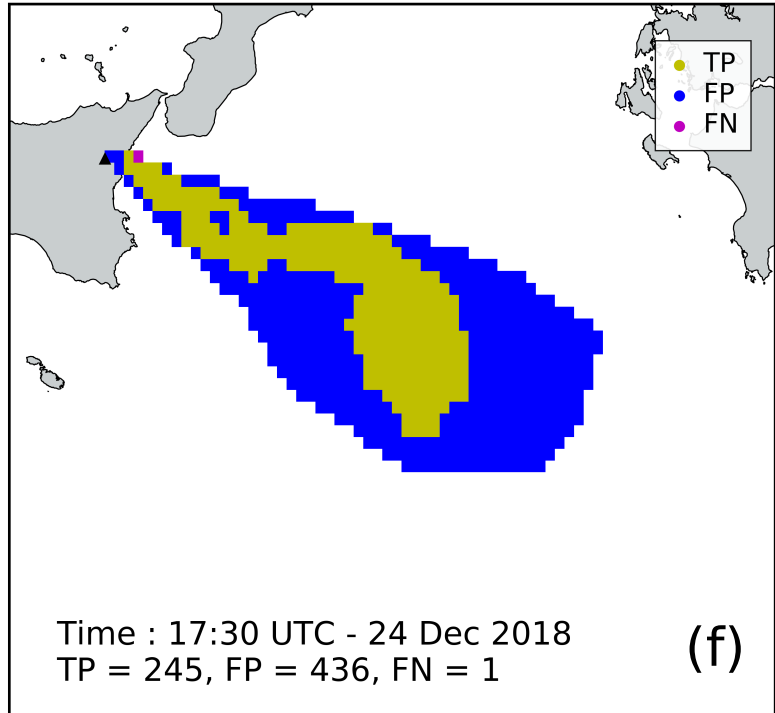 TP
FP
FN
Time : 17:30 UTC - 24 Dec 2018
TP = 245, FP = 436, FN = 1
(f)